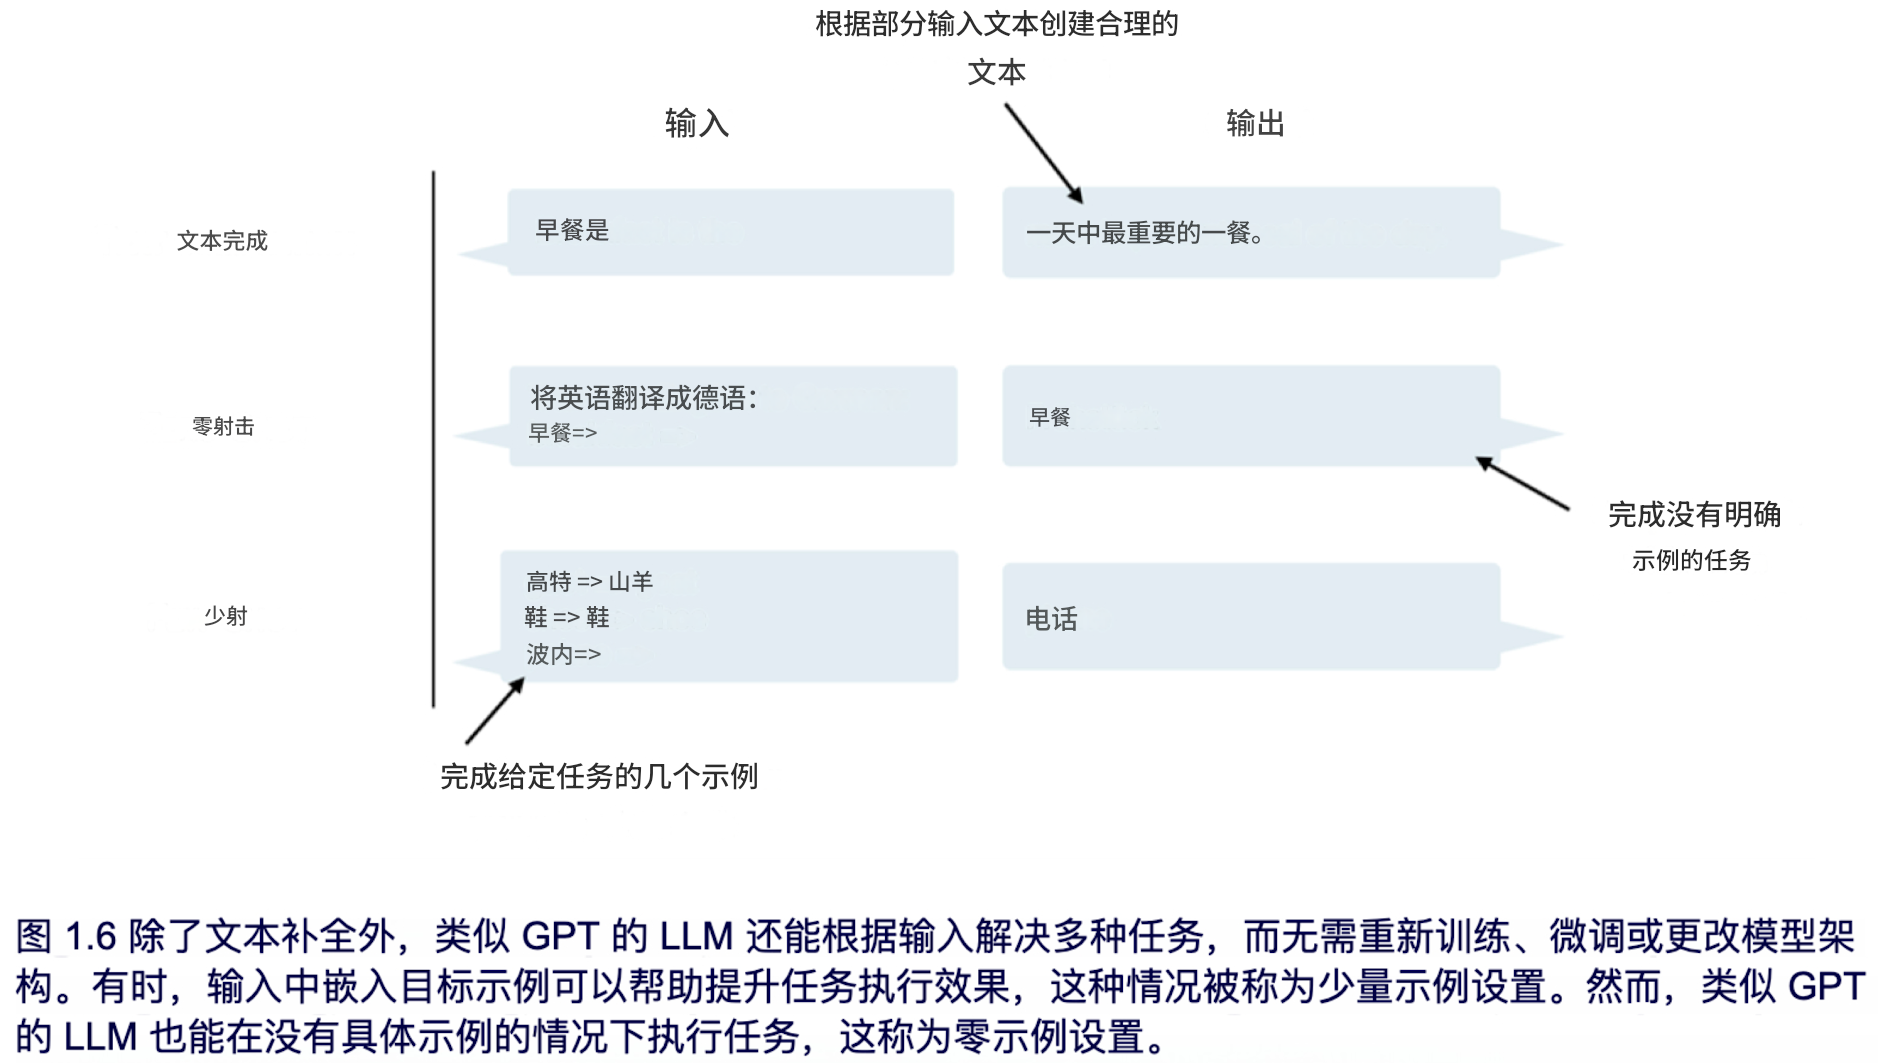 根据部分输入文本创建合理的
文本
输入
输出
文本完成
早餐是
一天中最重要的一餐。
零射击
将英语翻译成德语：
早餐=>
早餐
完成没有明确
示例的任务
少射
高特 => 山羊
鞋 => 鞋
波内=>
电话
完成给定任务的几个示例
图 1.6 除了文本补全外，类似 GPT 的 LLM 还能根据输入解决多种任务，而无需重新训练、微调或更改模型架
构。有时，输入中嵌入目标示例可以帮助提升任务执行效果，这种情况被称为少量示例设置。然而，类似 GPT
的 LLM 也能在没有具体示例的情况下执行任务，这称为零示例设置。